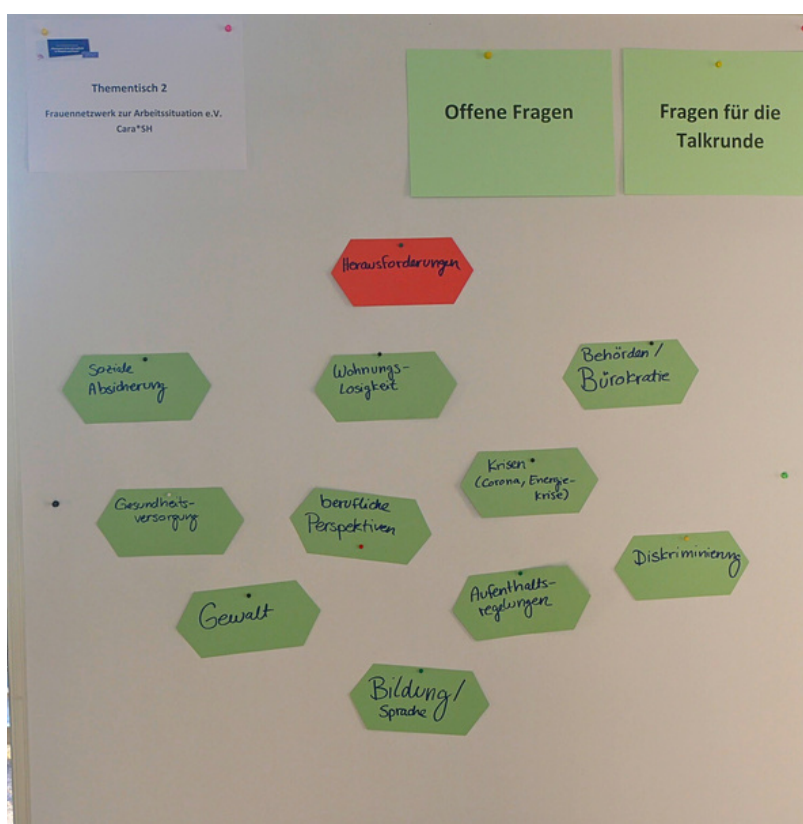 Thementisch 2
Frauennetzwerk zur Arbeitssituation e.V.
Cara*SH
Offene Fragen
Fragen für die
Talkrunde
Herausforderungen
Soziale
Absicherung
Wohnungs-
Losigkeit
Behörden/
Bürokratie
Krisen
(Corona, Energie-
krise)
Gesundheits-
versorgung
berufliche
Perspektiven
Diskriminierung
Aufenthalts-
regelungen
Gewalt
Bildung/
Sprache